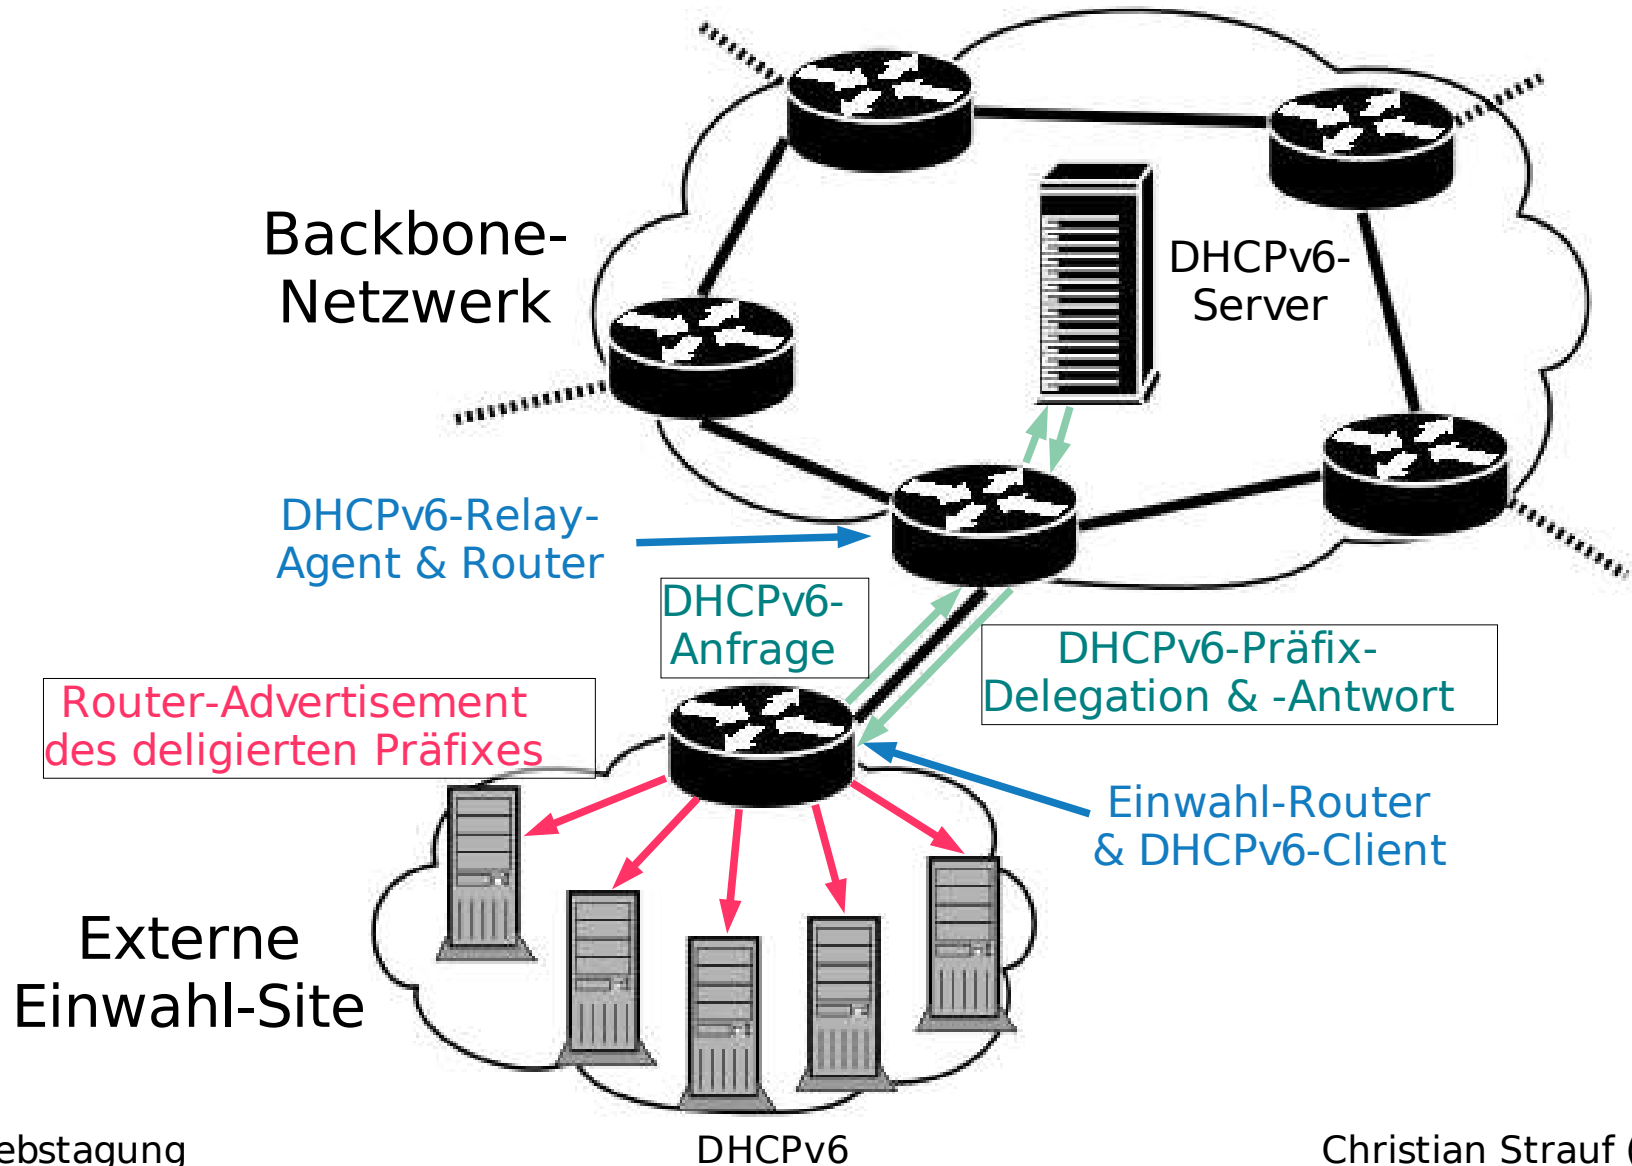 Backbone-
Netzwerk
DHCPv6-
Server
DHCPv6-Relay-
Agent & Router
DHCPv6-
Anfrage
DHCPv6-Präfix-
Delegation & -Antwort
Router-Advertisement
des deligierten Präfixes
Einwahl-Router
& DHCPv6-Client
Externe
Einwahl-Site
ebstagung
DHCPv6
Christian Strauf (